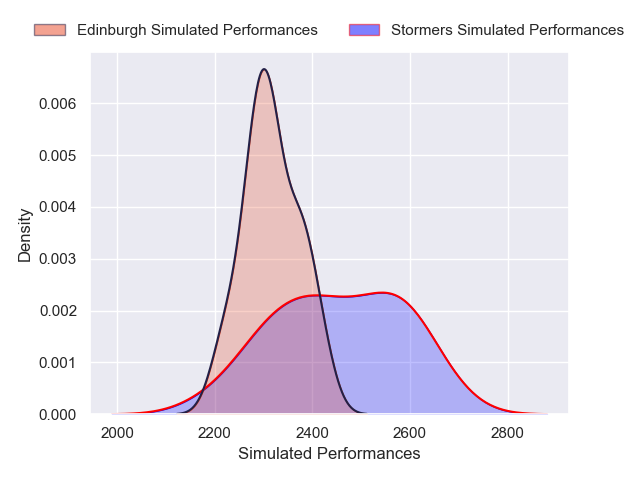 Edinburgh Simulated Performances Stormers Simulated Performances
0.006
0.005
0.004
0.003
0.002
0.001
0.000
Density
2000 2200 2400 2600 2800
Simulated Performances